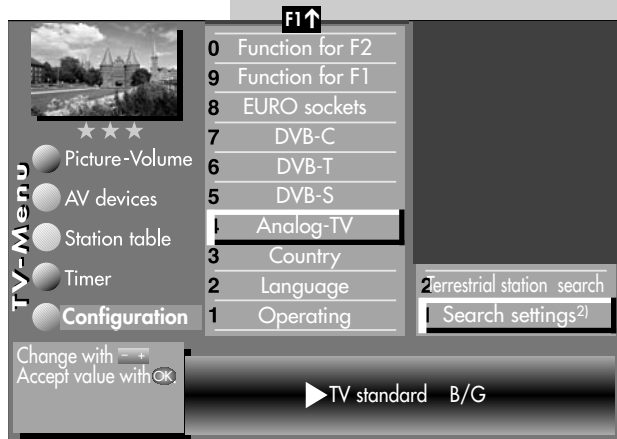 F1↑
0 Function for F2
9 Function for F1
8 EURO sockets
7 DVB-C
6 DVB-T
5 DVB-S
4 Analog-TV
3 Country
2 Language
1 Operating
TV-Menu
Picture-Volume
AV devices
Station table
Timer
Configuration
2 Terrestrial station search
1 Search settings2)
Change with - +
Accept value with OK
TV standard B/G